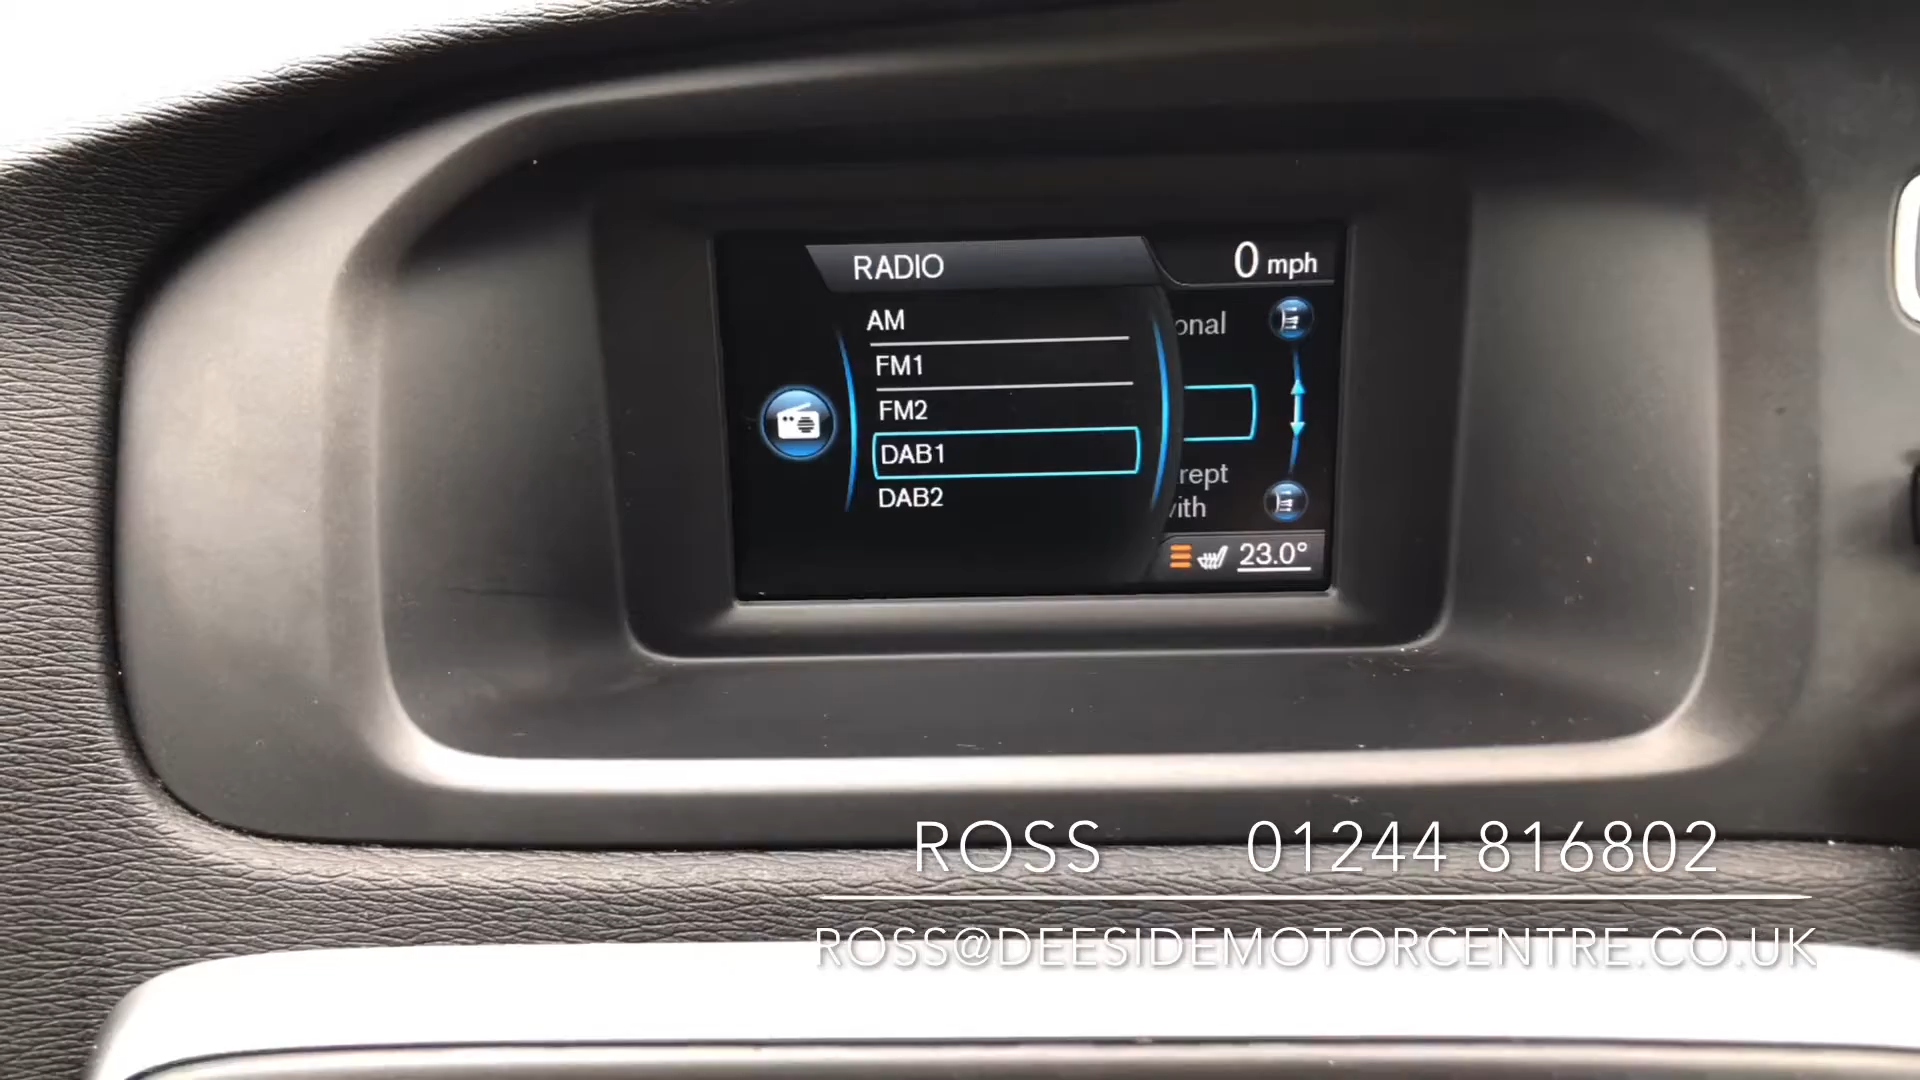 RADIO
0 mph
AM
FM1
FM2
DAB1
DAB2
onal
rept
with
23.0°
ROSS 01244 816802
ROSS@DEESIDEMOTORCENTRE.CO.UK